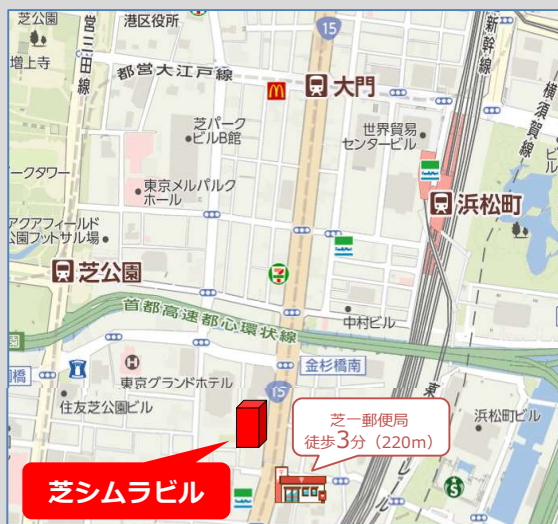 芝公園
港区役所
15
新幹線
横須賀線
増上寺
都営三田線
都営大江戸線
大門
芝パーク
ビルB館
世界貿易
センタービル
ークタワー
東京メルパルク
ホール
浜松町
アクアフィールド
公園フットサル場
芝公園
首都高速都心環状線
中村ビル
金杉橋南
園橋
東京グランドホテル
15
住友芝公園ビル
芝一郵便局
徒歩3分（220m）
浜松町ビル
芝シムラビル